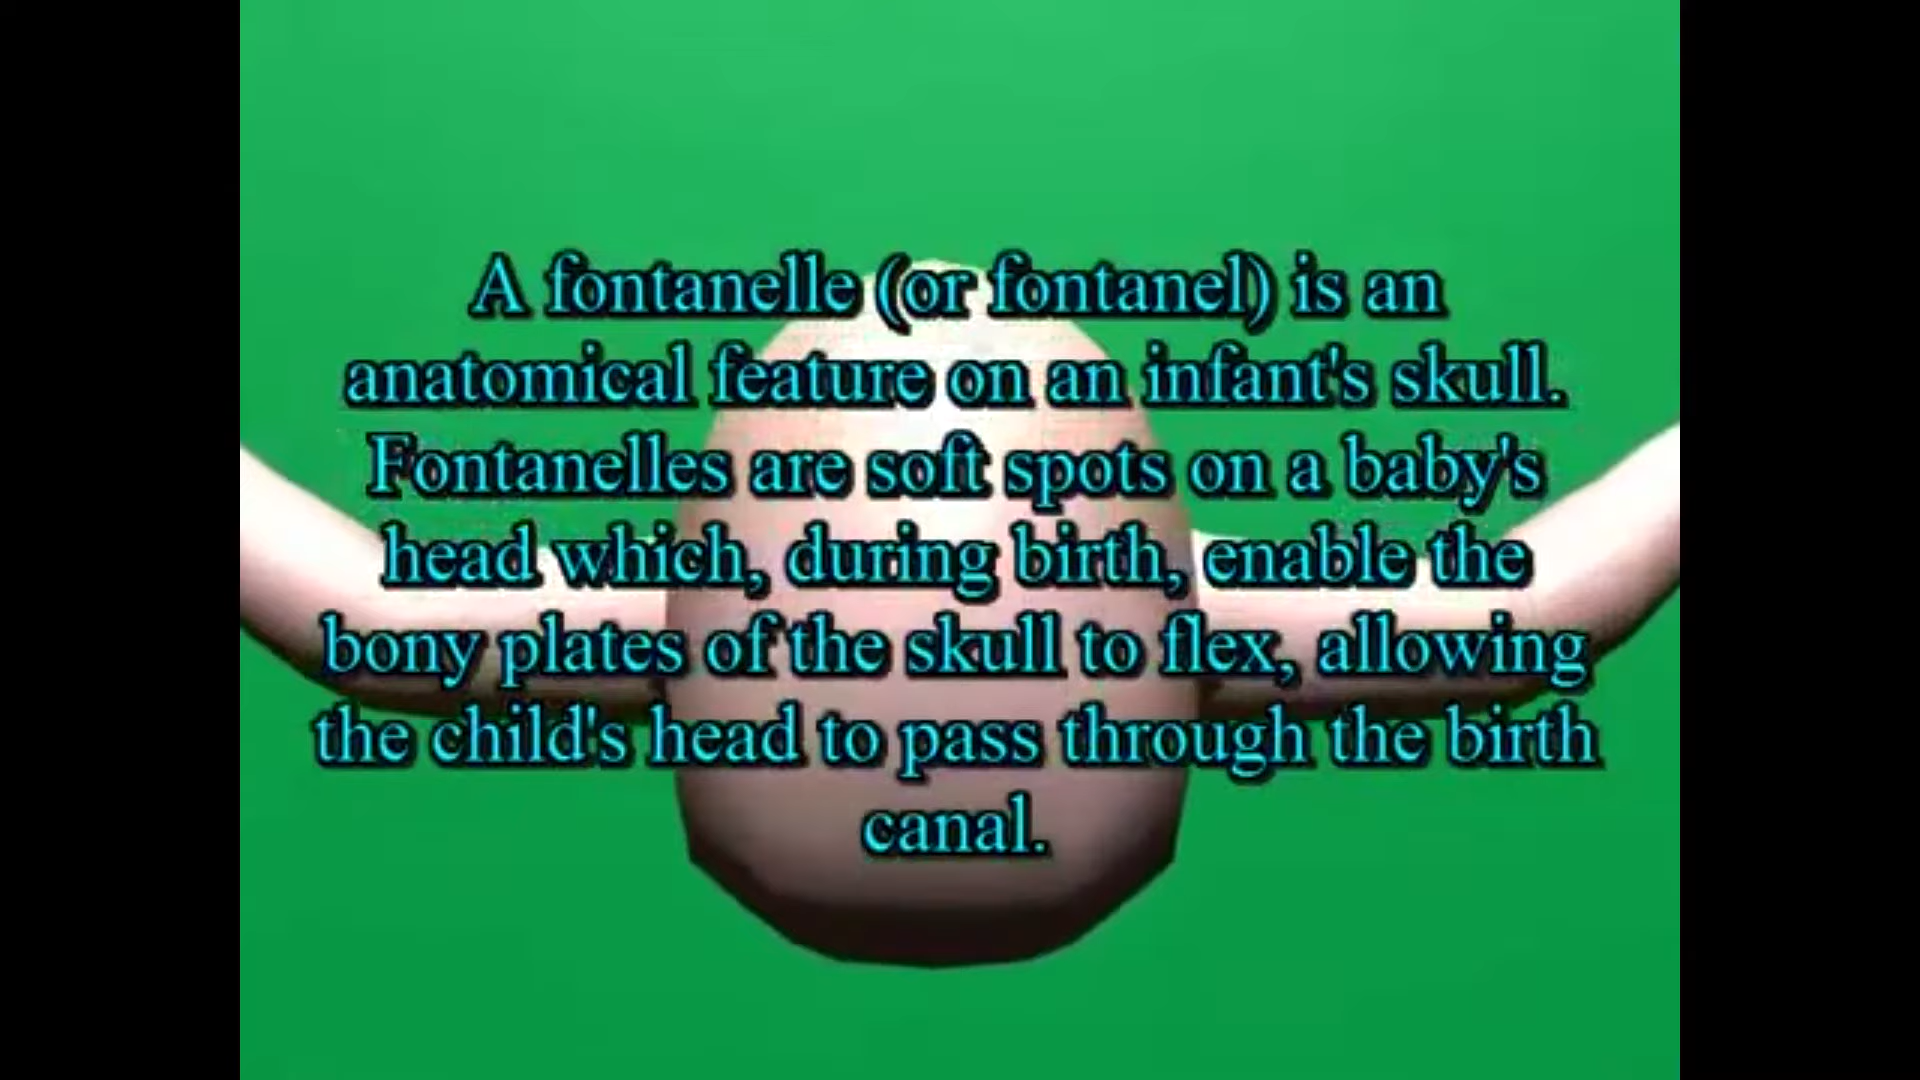 A fontanelle (or fontanel) is an
anatomical feature on an infant's skull.
Fontanelles are soft spots on a baby's
head which, during birth, enable the
bony plates of the skull to flex, allowing
the child's head to pass through the birth
canal.